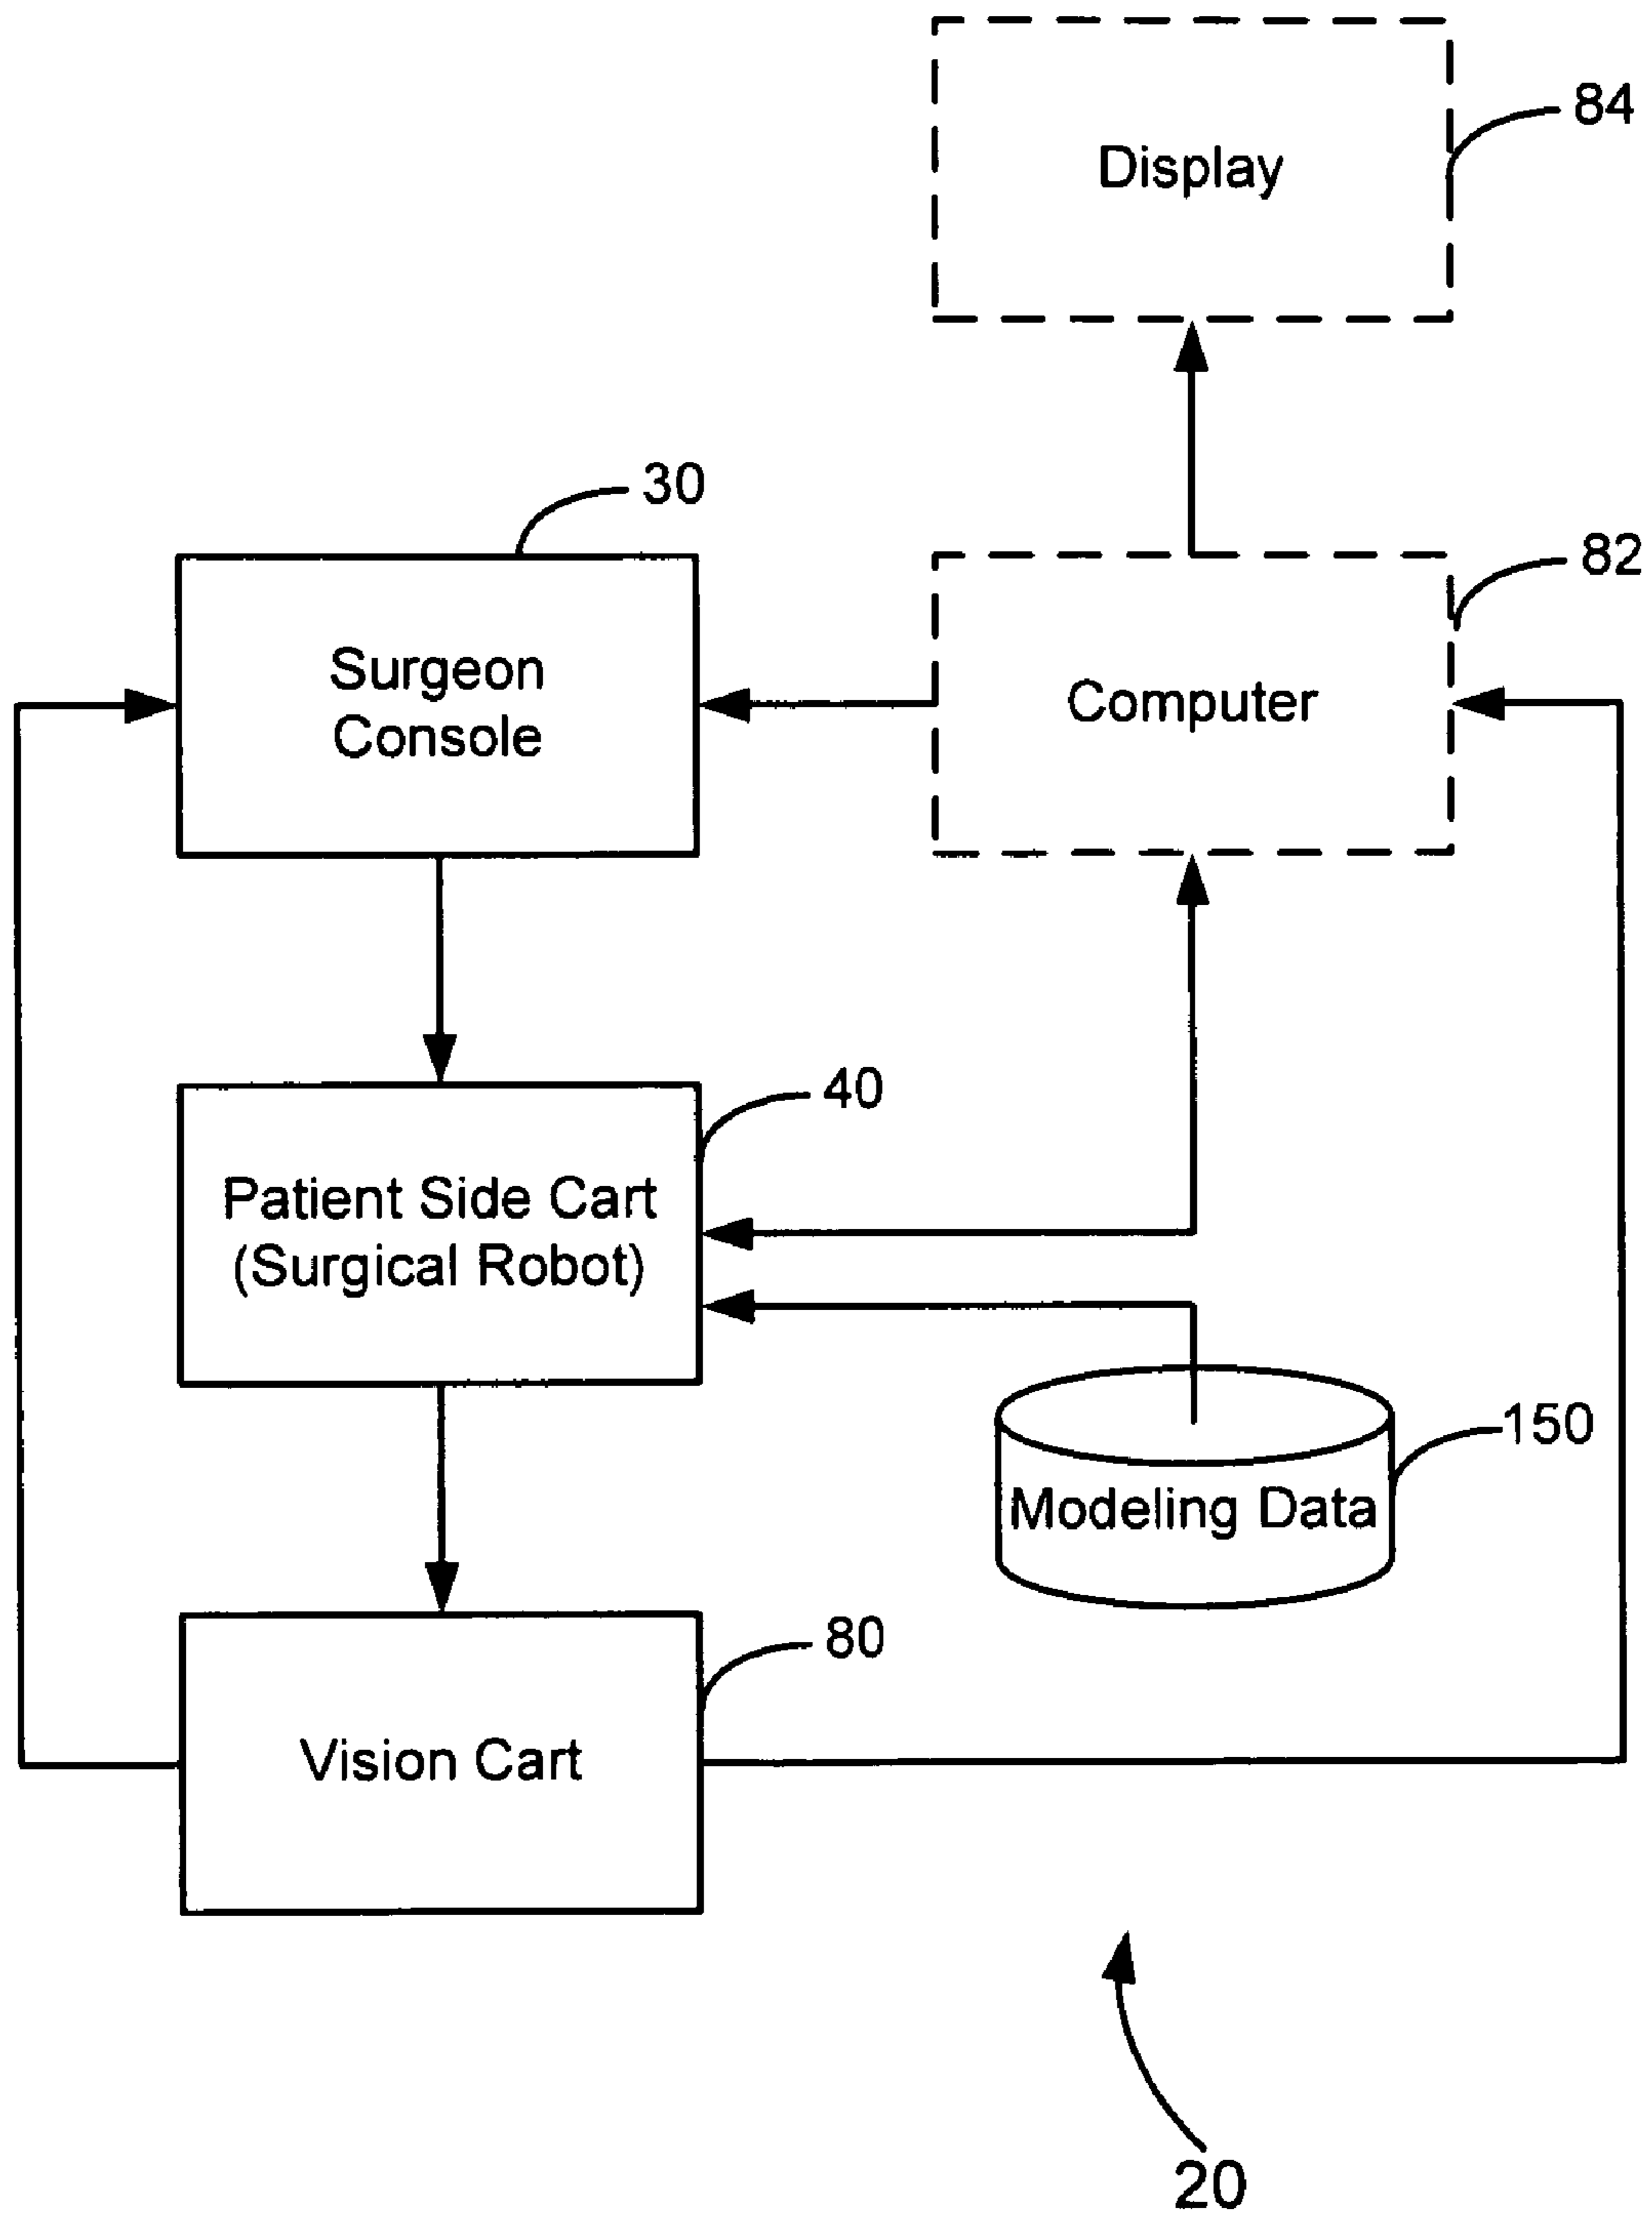 Display
84
30
82
Surgeon
Console
Computer
40
Patient Side Cart
(Surgical Robot)
150
Modeling Data
80
Vision Cart
20